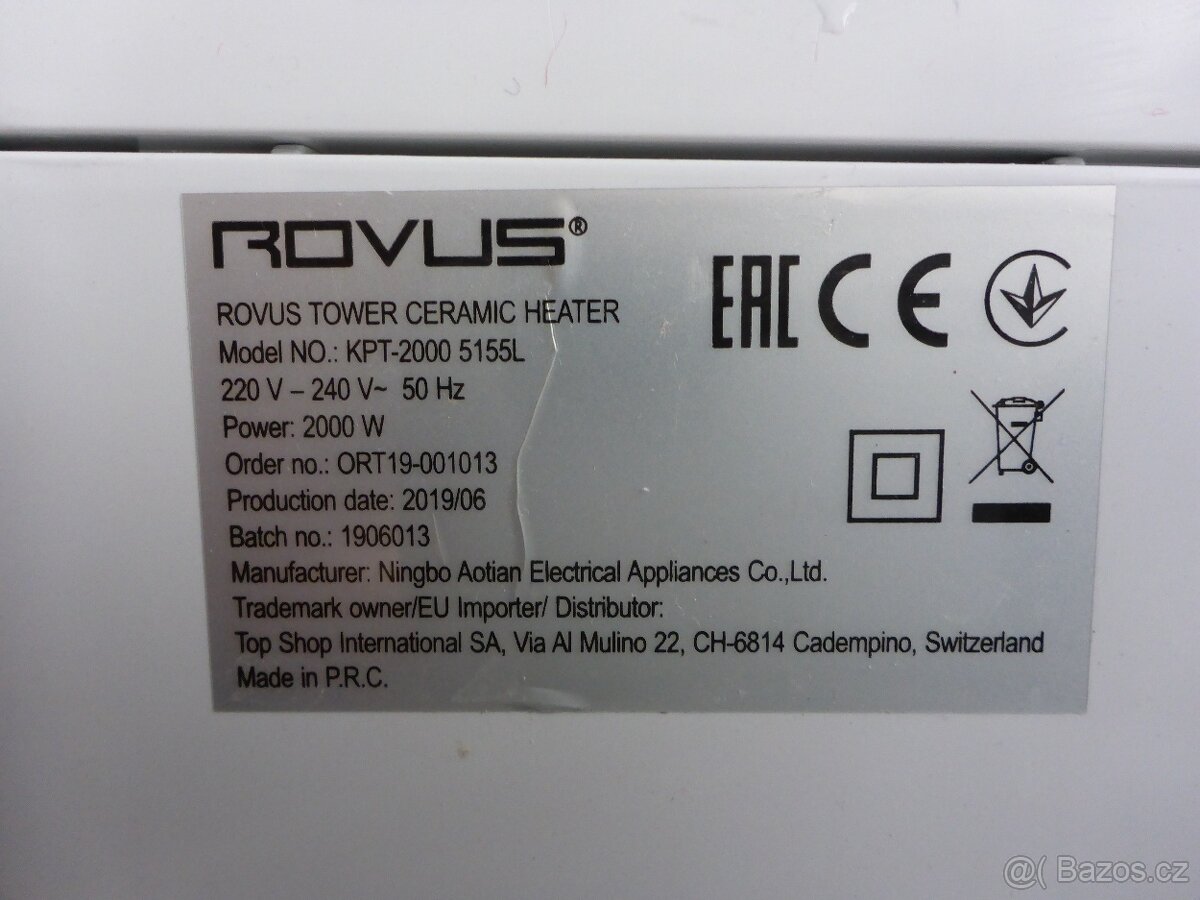 ROVUS®
ROVUS TOWER CERAMIC HEATER
Model NO.: KPT-2000 5155L
220 V – 240 V~ 50 Hz
Power: 2000 W
Order no.: ORT19-001013
Production date: 2019/06
Batch no.: 1906013
Manufacturer: Ningbo Aotian Electrical Appliances Co.,Ltd.
Trademark owner/EU Importer/ Distributor:
Top Shop International SA, Via Al Mulino 22, CH-6814 Cadempino, Switzerland
Made in P.R.C.
EAC CE
@( Bazos.cz